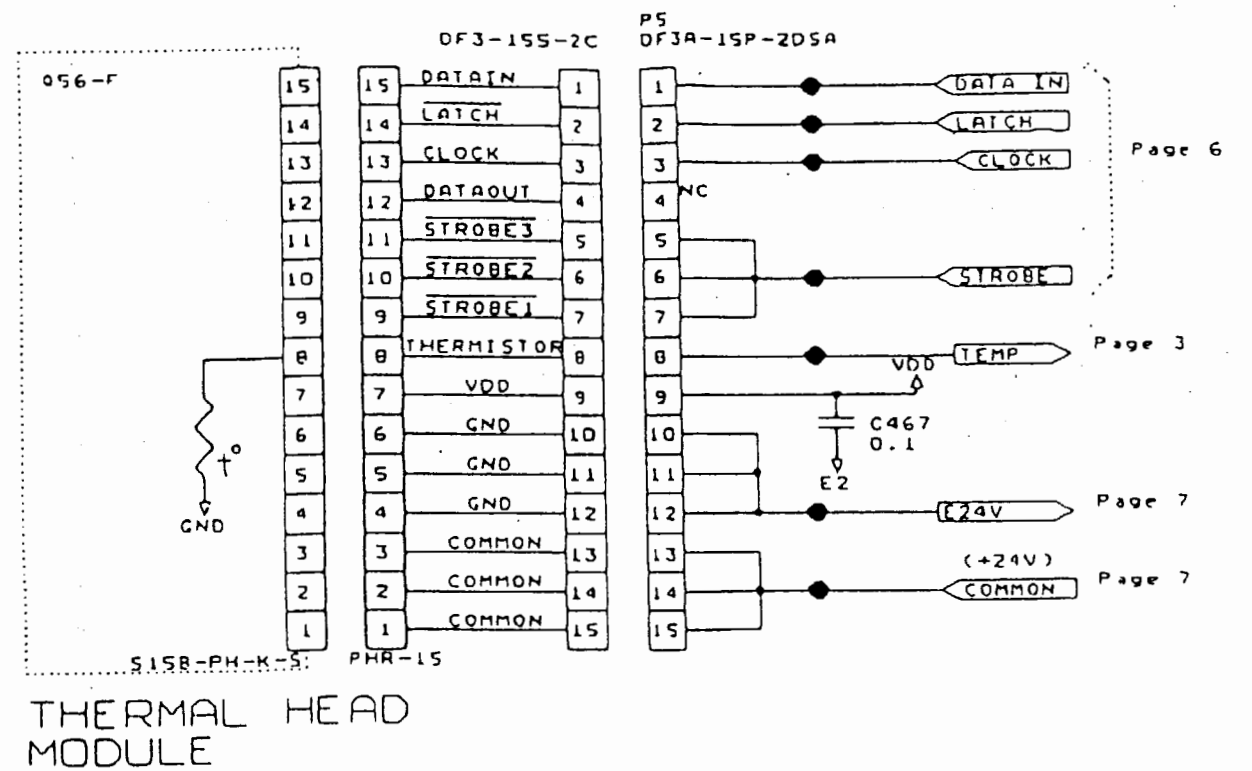 P5
DF3-15S-2C DF3A-15P-2DSA
056-F
15 15 DATAIN 1 1 DATA IN
14 14 LATCH 2 2 LATCH
13 13 CLOCK 3 3 CLOCK Page 6
12 12 DATAOUT 4 4 NC
11 11 STROBE3 5 5
10 10 STROBE2 6 6 STROBE
9 9 STROBE1 7 7
8 8 THERMISTOR 8 8 TEMP Page 3
VDD
7 7 VDD 9 9
6 6 GND 10 10 C467
0.1
t°
5 5 GND 11 11 E2
4 4 GND 12 12 E24V Page 7
GND
3 3 COMMON 13 13 (+24V)
2 2 COMMON 14 14 COMMON Page 7
1 1 COMMON 15 15
S15B-PH-K-S PHR-15
THERMAL HEAD
MODULE